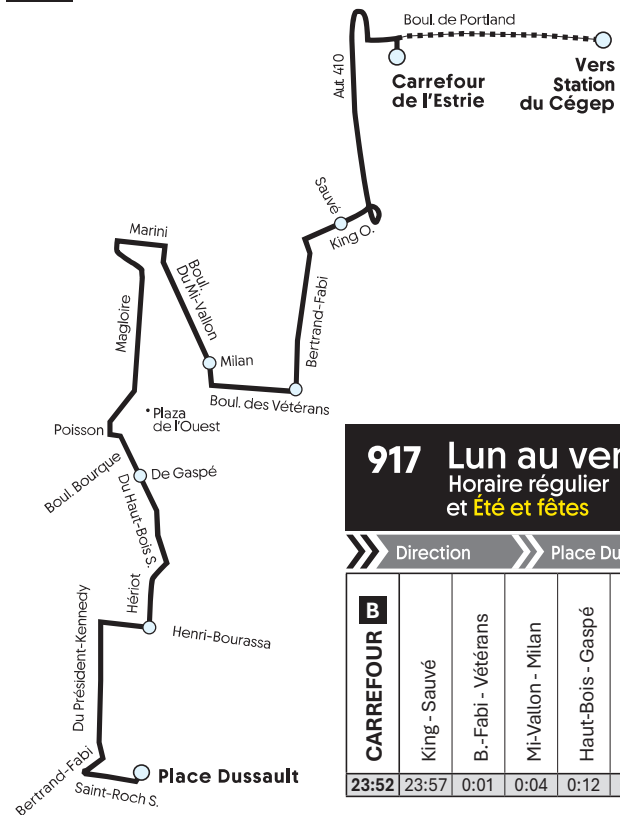 Boul. de Portland
Aut. 410
Carrefour
de l'Estrie
Vers
Station
du Cégep
Sauvé
King O.
Marini
Boul.
Du Mi-Vallon
Magloire
Bertrand-Fabi
Milan
Boul. des Vétérans
Plaza
de l'Ouest
Poisson
Boul. Bourque
De Gaspé
Du Haut-Bois S.
Hériot
Henri-Bourassa
Du Président-Kennedy
Bertrand-Fabi
Saint-Roch S.
Place Dussault
917 Lun au ver
Horaire régulier
et Été et fêtes
Direction Place Du
B
CARREFOUR
King - Sauvé
B.-Fabi - Vétérans
Mi-Vallon - Milan
Haut-Bois - Gaspé
23:52 23:57 0:01 0:04 0:12